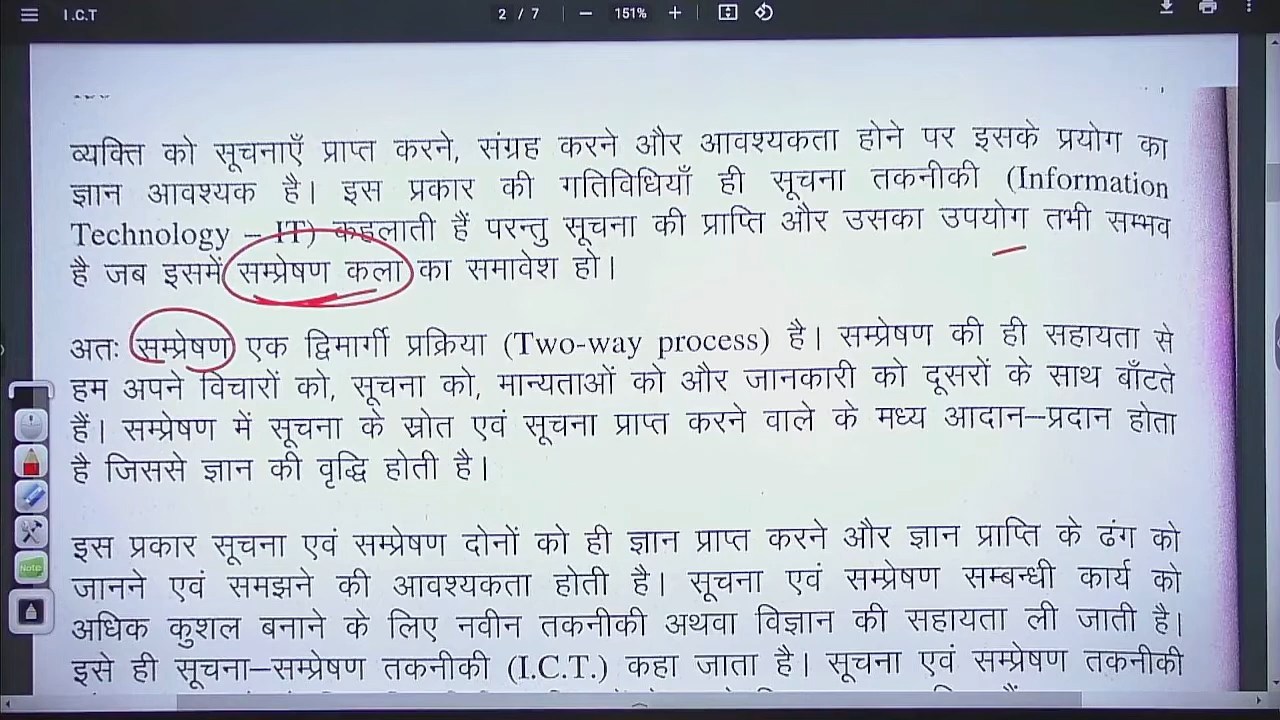 I.C.T
2 / 7
151%
व्यक्ति को सूचनाएँ प्राप्त करने, संग्रह करने और आवश्यकता होने पर इसके प्रयोग का
ज्ञान आवश्यक है। इस प्रकार की गतिविधियाँ ही सूचना तकनीकी (Information
Technology – IT) कहलाती हैं परन्तु सूचना की प्राप्ति और उसका उपयोग तभी सम्भव
है जब इसमें सम्प्रेषण कला का समावेश हो।
अतः सम्प्रेषण एक द्विमार्गी प्रक्रिया (Two-way process) है। सम्प्रेषण की ही सहायता से
हम अपने विचारों को, सूचना को, मान्यताओं को और जानकारी को दूसरों के साथ बाँटते
हैं। सम्प्रेषण में सूचना के स्रोत एवं सूचना प्राप्त करने वाले के मध्य आदान–प्रदान होता
है जिससे ज्ञान की वृद्धि होती है।
इस प्रकार सूचना एवं सम्प्रेषण दोनों को ही ज्ञान प्राप्त करने और ज्ञान प्राप्ति के ढंग को
जानने एवं समझने की आवश्यकता होती है। सूचना एवं सम्प्रेषण सम्बन्धी कार्य को
अधिक कुशल बनाने के लिए नवीन तकनीकी अथवा विज्ञान की सहायता ली जाती है।
इसे ही सूचना–सम्प्रेषण तकनीकी (I.C.T.) कहा जाता है। सूचना एवं सम्प्रेषण तकनीकी
Note